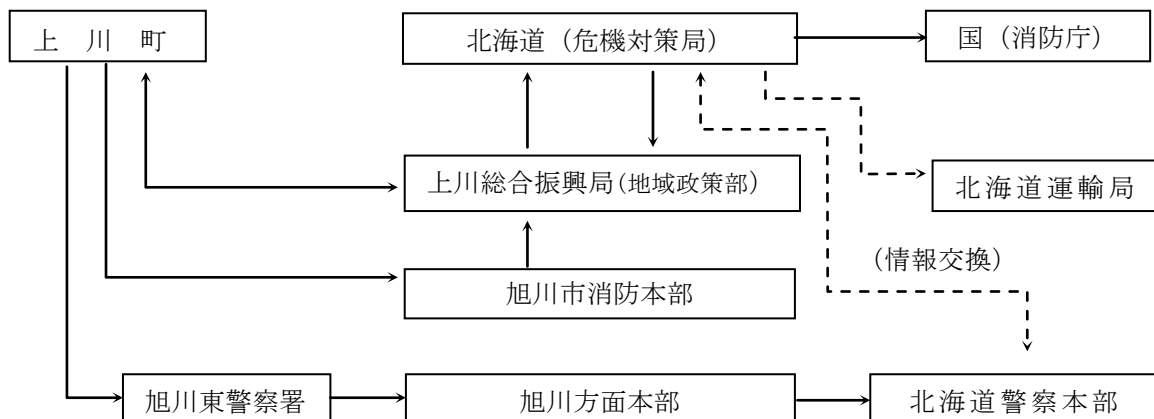 上 川 町
北海道（危機対策局）
国（消防庁）
上川総合振興局（地域政策部）
北海道運輸局
（情報交換）
旭川市消防本部
旭川東警察署
旭川方面本部
北海道警察本部